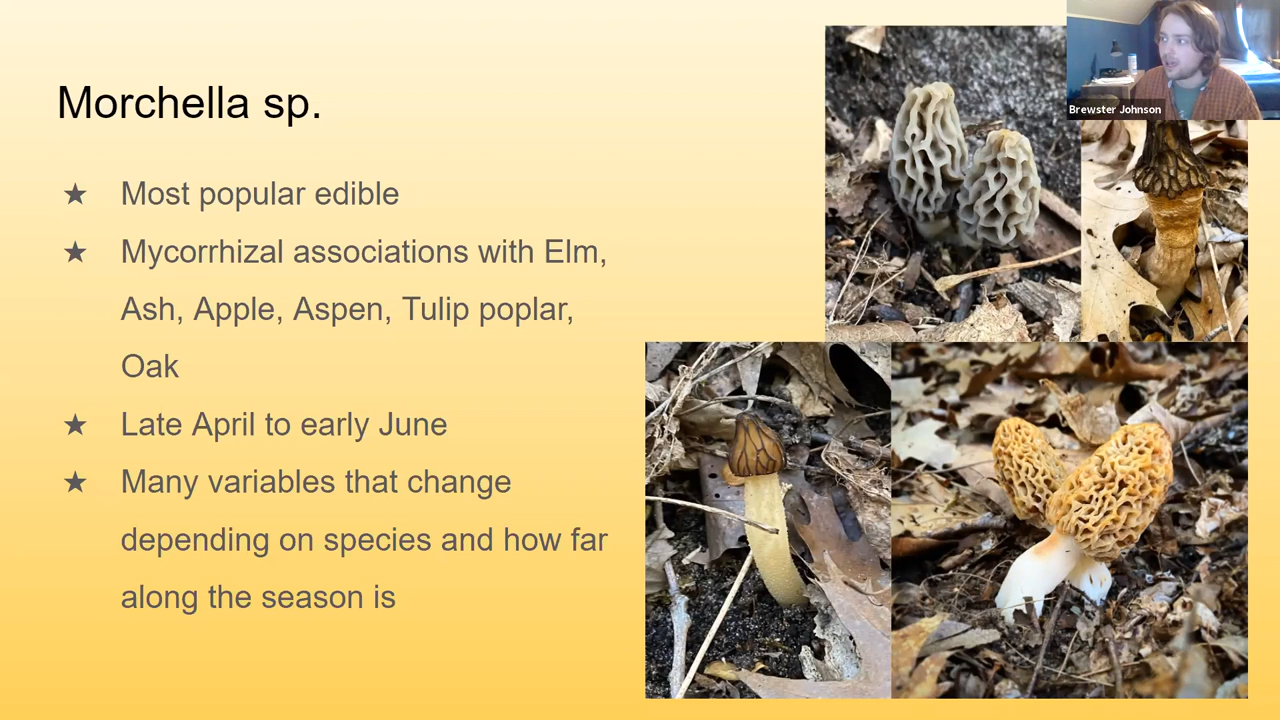 Morchella sp.
★ Most popular edible
★ Mycorrhizal associations with Elm,
Ash, Apple, Aspen, Tulip poplar,
Oak
★ Late April to early June
★ Many variables that change
depending on species and how far
along the season is
Brewster Johnson